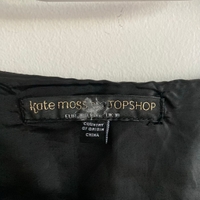 kate moss TOPSHOP
COUNTRY
OF ORIGIN
CHINA